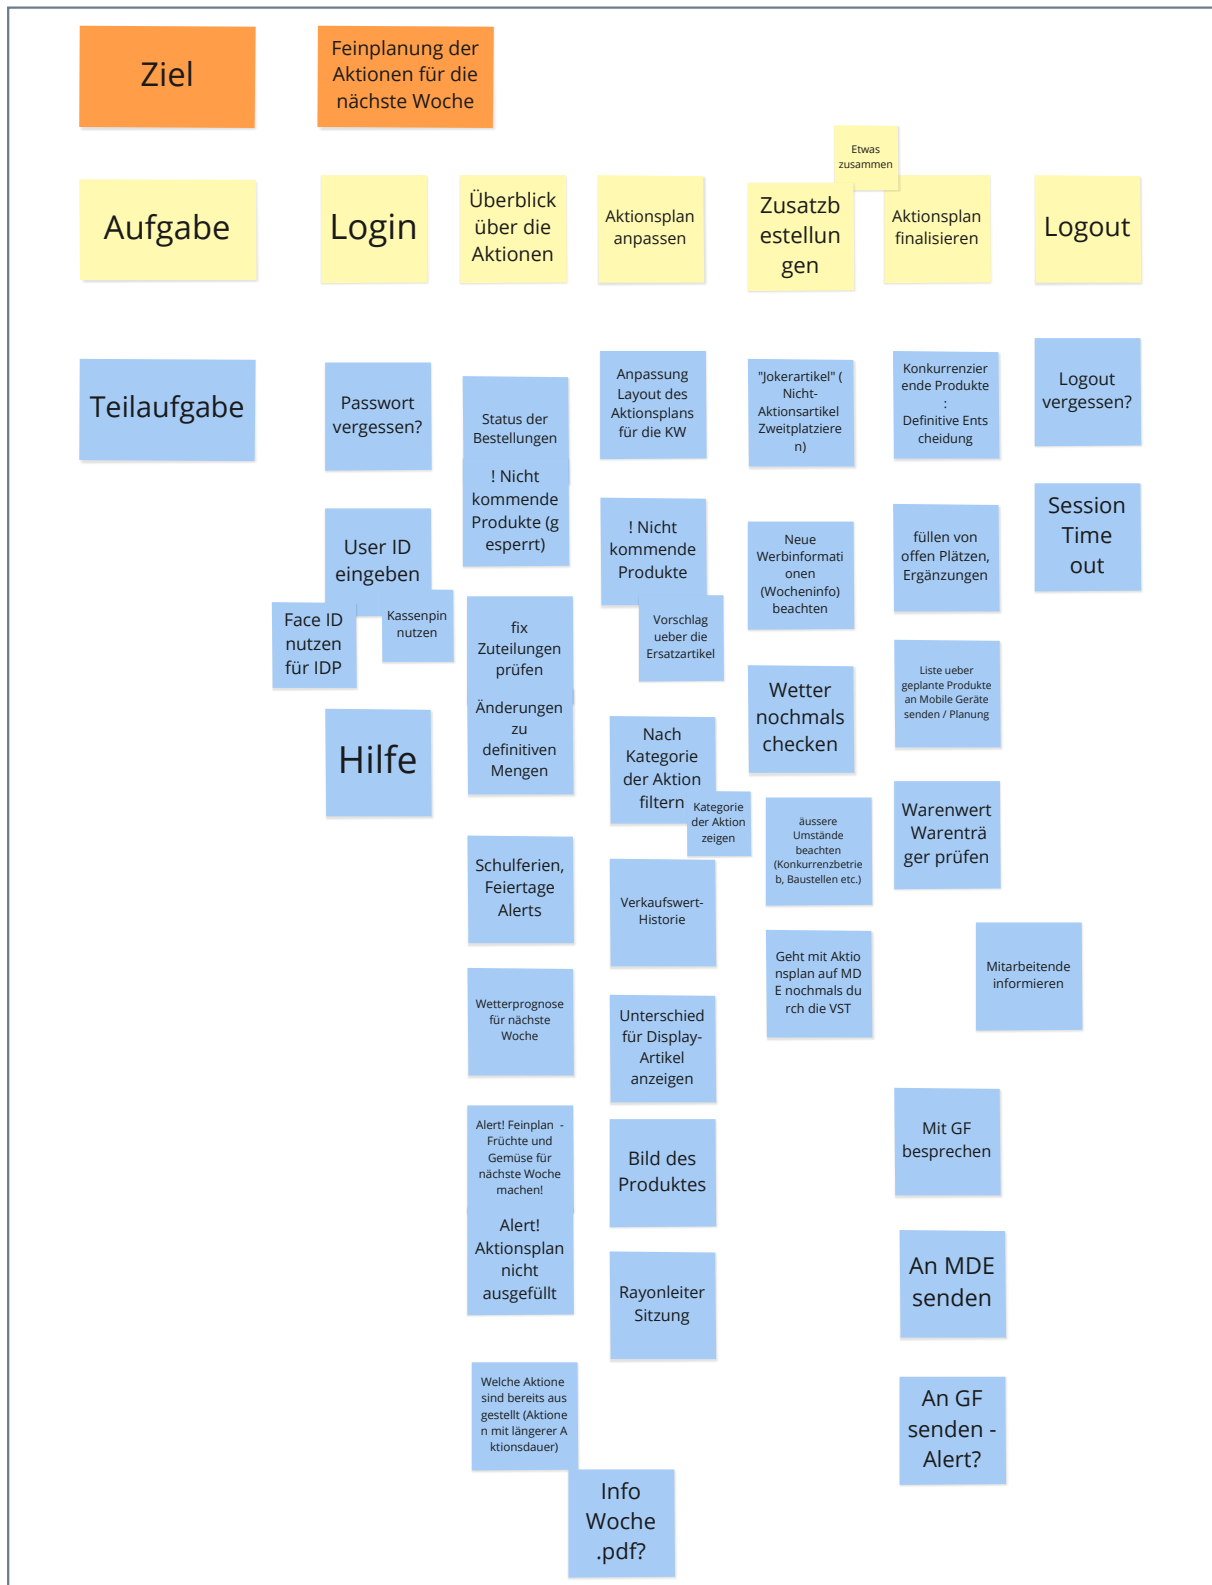 Ziel
Feinplanung der
Aktionen für die
nächste Woche
Etwas
zusammen
Aufgabe
Login
Überblick
über die
Aktionen
Aktionsplan
anpassen
Zusatzb
estellun
gen
Aktionsplan
finalisieren
Logout
Teilaufgabe
Passwort
vergessen?
User ID
eingeben
Face ID
nutzen
für IDP
Kassenpin
nutzen
Hilfe
Status der
Bestellungen
! Nicht
kommende
Produkte (g
esperrt)
fix
Zuteilungen
prüfen
Änderungen
zu
definitiven
Mengen
Schulferien,
Feiertage
Alerts
Wetterprognose
für nächste
Woche
Alert! Feinplan -
Früchte und
Gemüse für
nächste Woche
machen!
Alert!
Aktionsplan
nicht
ausgefüllt
Welche Aktione
sind bereits aus
gestellt (Aktione
n mit längerer A
ktionsdauer)
Info
Woche
.pdf?
Anpassung
Layout des
Aktionsplans
für die KW
! Nicht
kommende
Produkte
Vorschlag
ueber die
Ersatzartikel
Nach
Kategorie
der Aktion
filtern
Kategorie
der Aktion
zeigen
Verkaufswert-
Historie
Unterschied
für Display-
Artikel
anzeigen
Bild des
Produktes
Rayonleiter
Sitzung
"Jokerartikel" (
Nicht-
Aktionsartikel
Zweitplatziere
n)
Neue
Werbinformati
onen
(Wocheninfo)
beachten
Wetter
nochmals
checken
äussere
Umstände
beachten
(Konkurrenzbetrie
b, Baustellen etc.)
Geht mit Aktio
nsplan auf MD
E nochmals du
rch die VST
Konkurrenzier
ende Produkte
:
Definitive Ents
cheidung
füllen von
offen Plätzen,
Ergänzungen
Liste ueber
geplante Produkte
an Mobile Geräte
senden / Planung
Warenwert
Warenträ
ger prüfen
Mitarbeitende
informieren
Mit GF
besprechen
An MDE
senden
An GF
senden -
Alert?
Logout
vergessen?
Session
Time
out